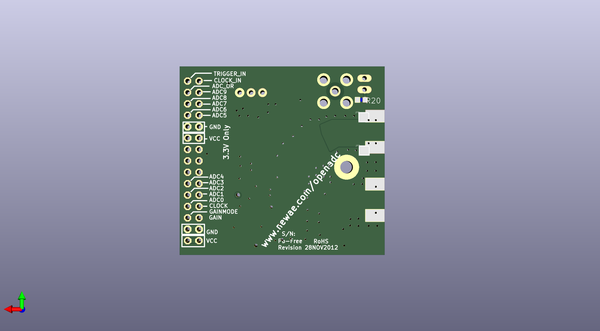 TRIGGER_IN
CLOCK_IN
ADC_OR
ADC9
ADC8
ADC7
ADC6
ADC5
GND
VCC
3.3V Only
ADC4
ADC3
ADC2
ADC1
ADC0
CLOCK
GAINMODE
GAIN
GND
VCC
R20
www.newae.com/openadc
S/N:
RoHS
Revision 28NOV2012